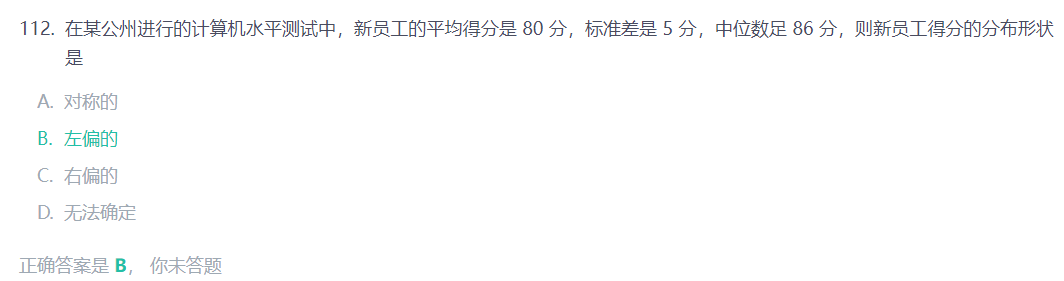 112. 在某公州进行的计算机水平测试中，新员工的平均得分是 80 分，标准差是 5 分，中位数足 86 分，则新员工得分的分布形状
是
A. 对称的
B. 左偏的
C. 右偏的
D. 无法确定
正确答案是 B， 你未答题